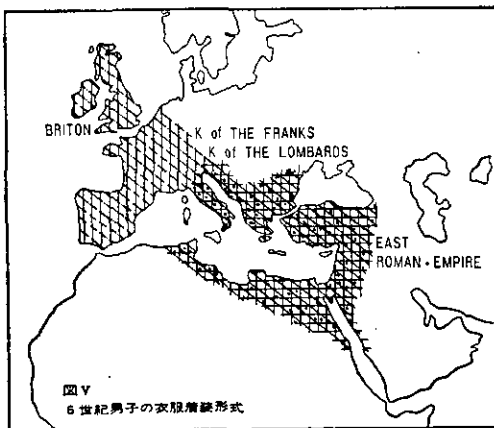 BRITON
K of THE FRANKS
K of THE LOMBARDS
EAST
ROMAN・EMPIRE
図V
6世紀男子の衣服着装形式